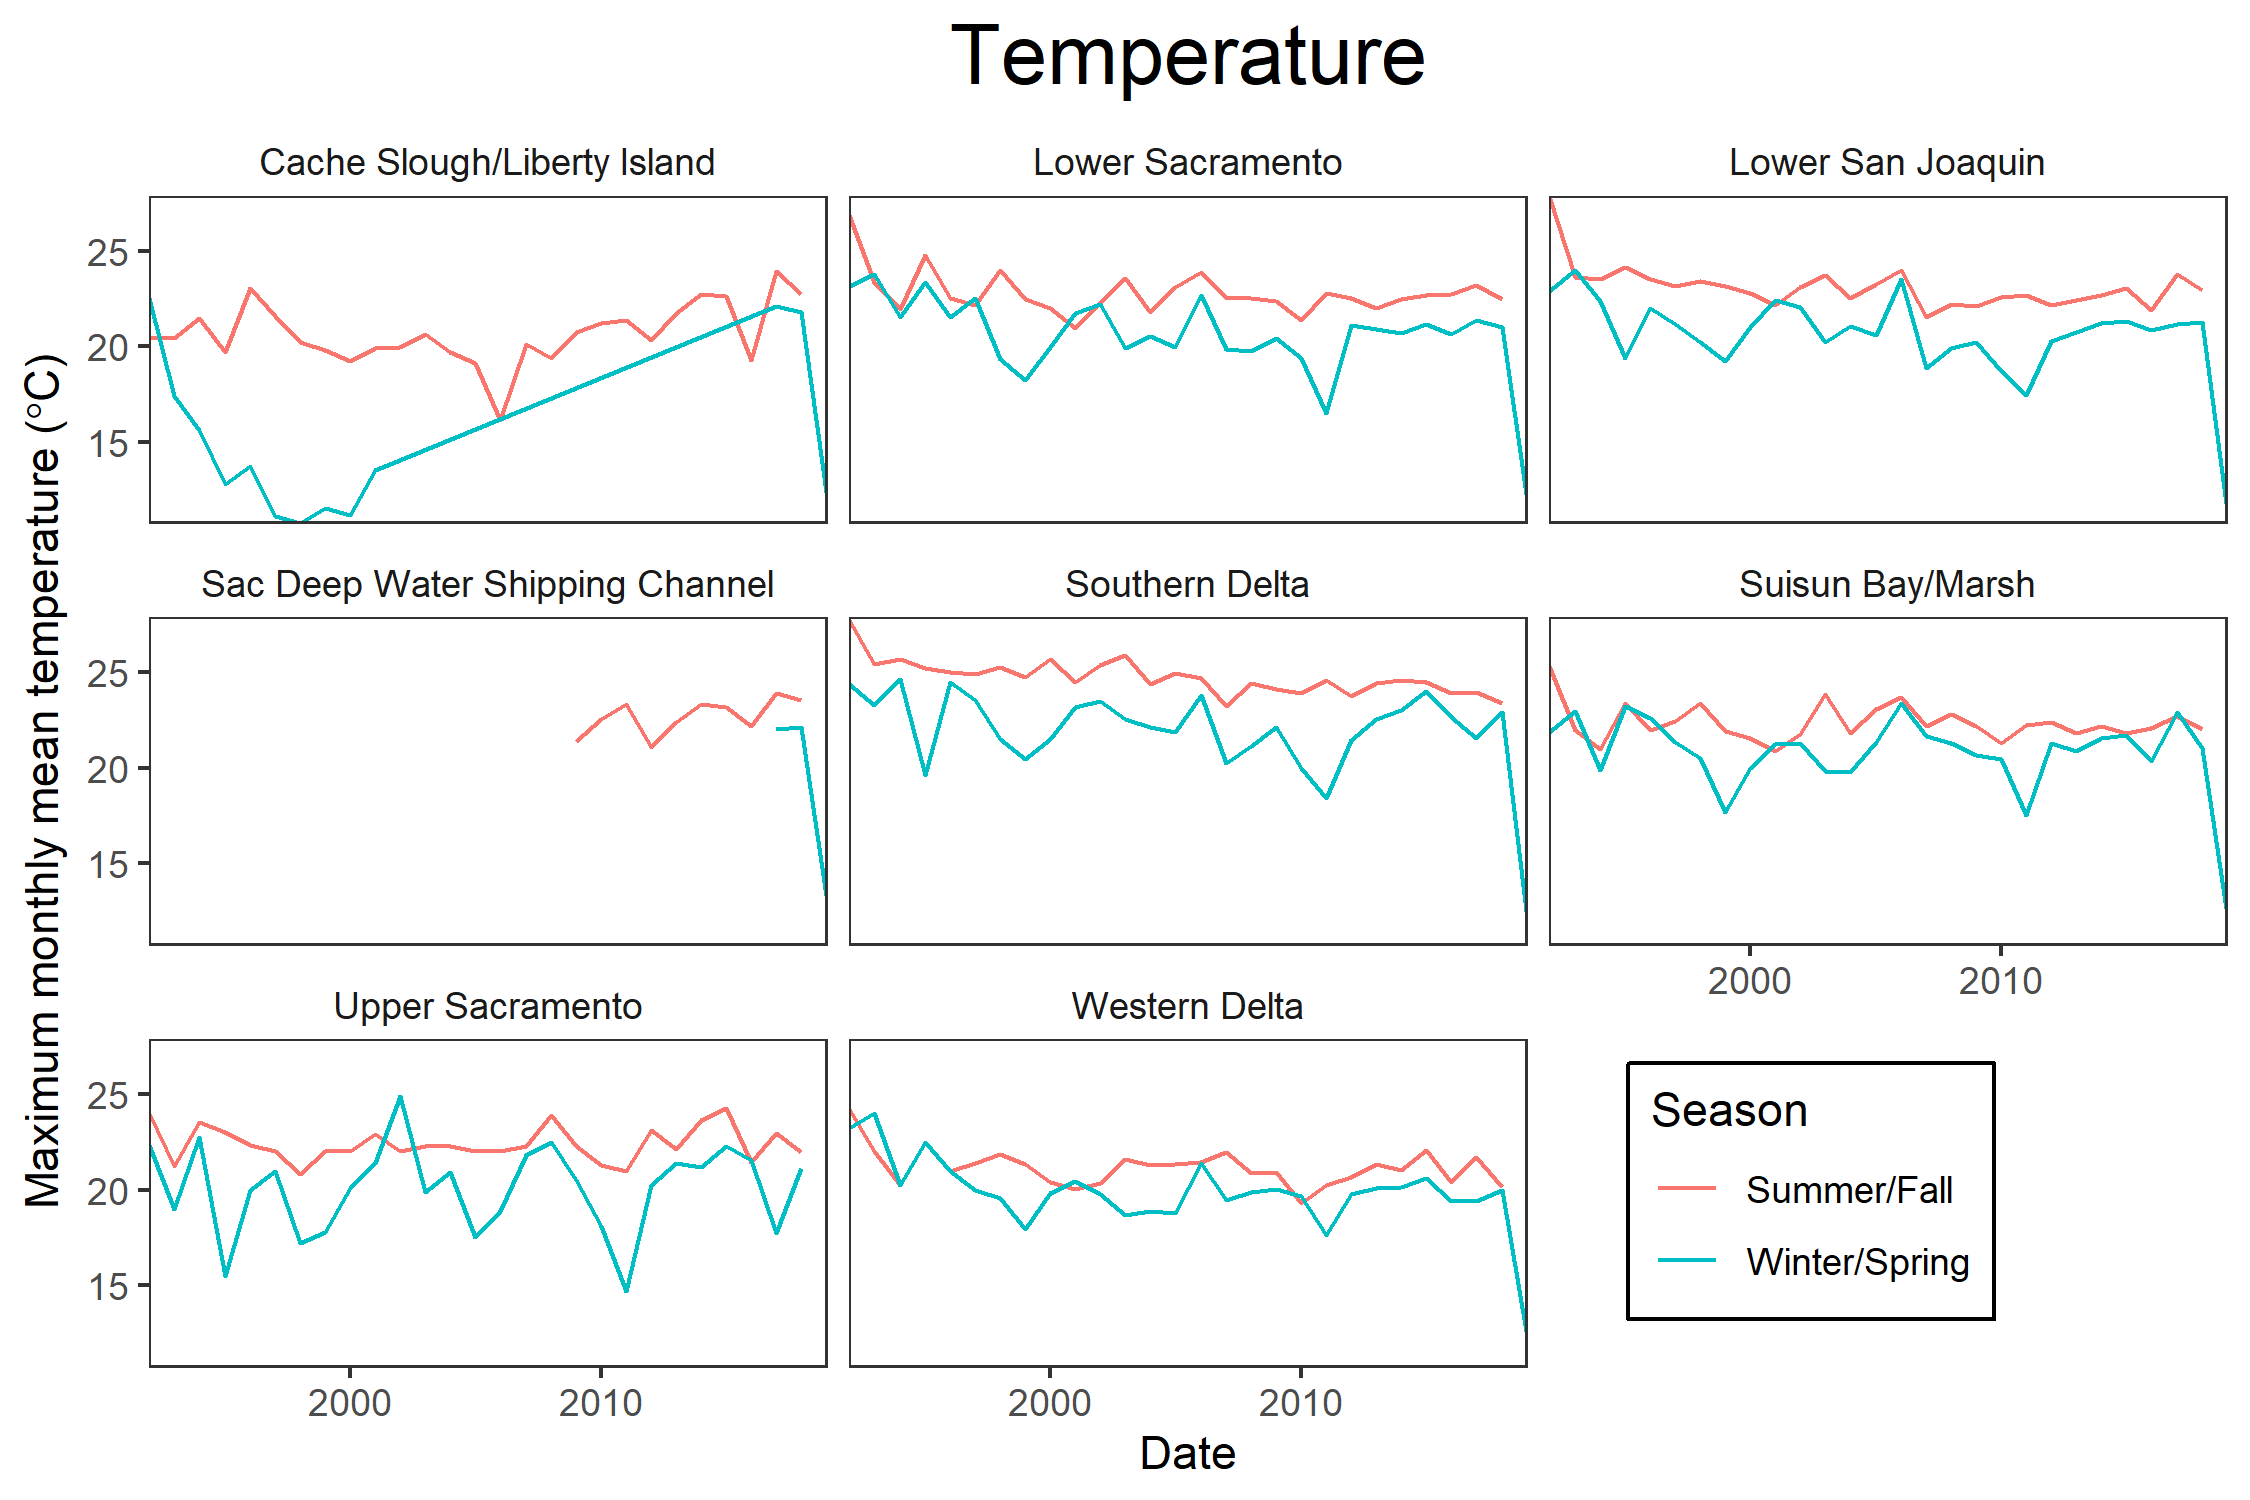 Temperature
Cache Slough/Liberty Island
Lower Sacramento
Lower San Joaquin
25
20
15
Sac Deep Water Shipping Channel
Southern Delta
Suisun Bay/Marsh
25
20
15
2000
2010
Upper Sacramento
Western Delta
25
20
15
2000
2010
2000
2010
Maximum monthly mean temperature (°C)
Date
Season
Summer/Fall
Winter/Spring